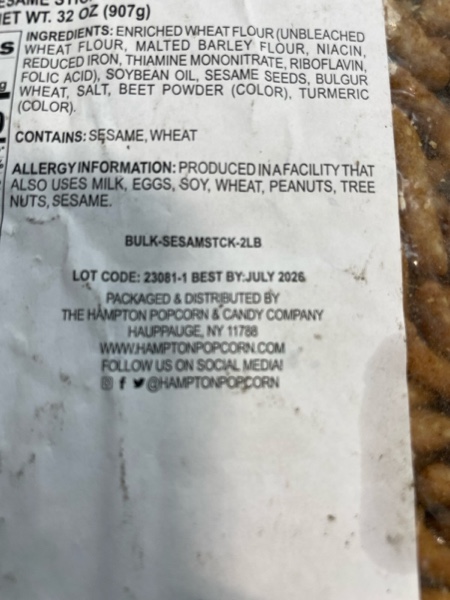 NET WT. 32 OZ (907g)
INGREDIENTS: ENRICHED WHEAT FLOUR (UNBLEACHED
WHEAT FLOUR, MALTED BARLEY FLOUR, NIACIN,
REDUCED IRON, THIAMINE MONONITRATE, RIBOFLAVIN,
FOLIC ACID), SOYBEAN OIL, SESAME SEEDS, BULGUR
WHEAT, SALT, BEET POWDER (COLOR), TURMERIC
(COLOR).
CONTAINS: SESAME, WHEAT
ALLERGY INFORMATION: PRODUCED IN A FACILITY THAT
ALSO USES MILK, EGGS, SOY, WHEAT, PEANUTS, TREE
NUTS, SESAME.
BULK-SESAMSTCK-2LB
LOT CODE: 23081-1 BEST BY:JULY 2026
PACKAGED & DISTRIBUTED BY
THE HAMPTON POPCORN & CANDY COMPANY
HAUPPAUGE, NY 11788
WWW.HAMPTONPOPCORN.COM
FOLLOW US ON SOCIAL MEDIA!
@HAMPTONPOPCORN